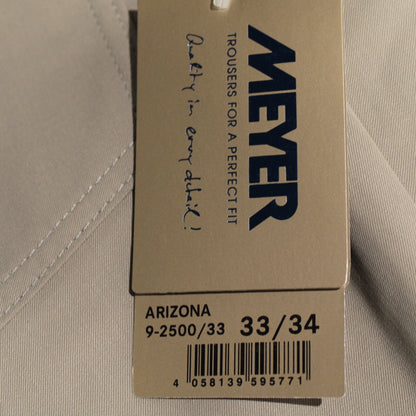 MEYER
TROUSERS FOR A PERFECT FIT
Quality in every detail!
ARIZONA
9-2500/33 33/34
4 058139 595771